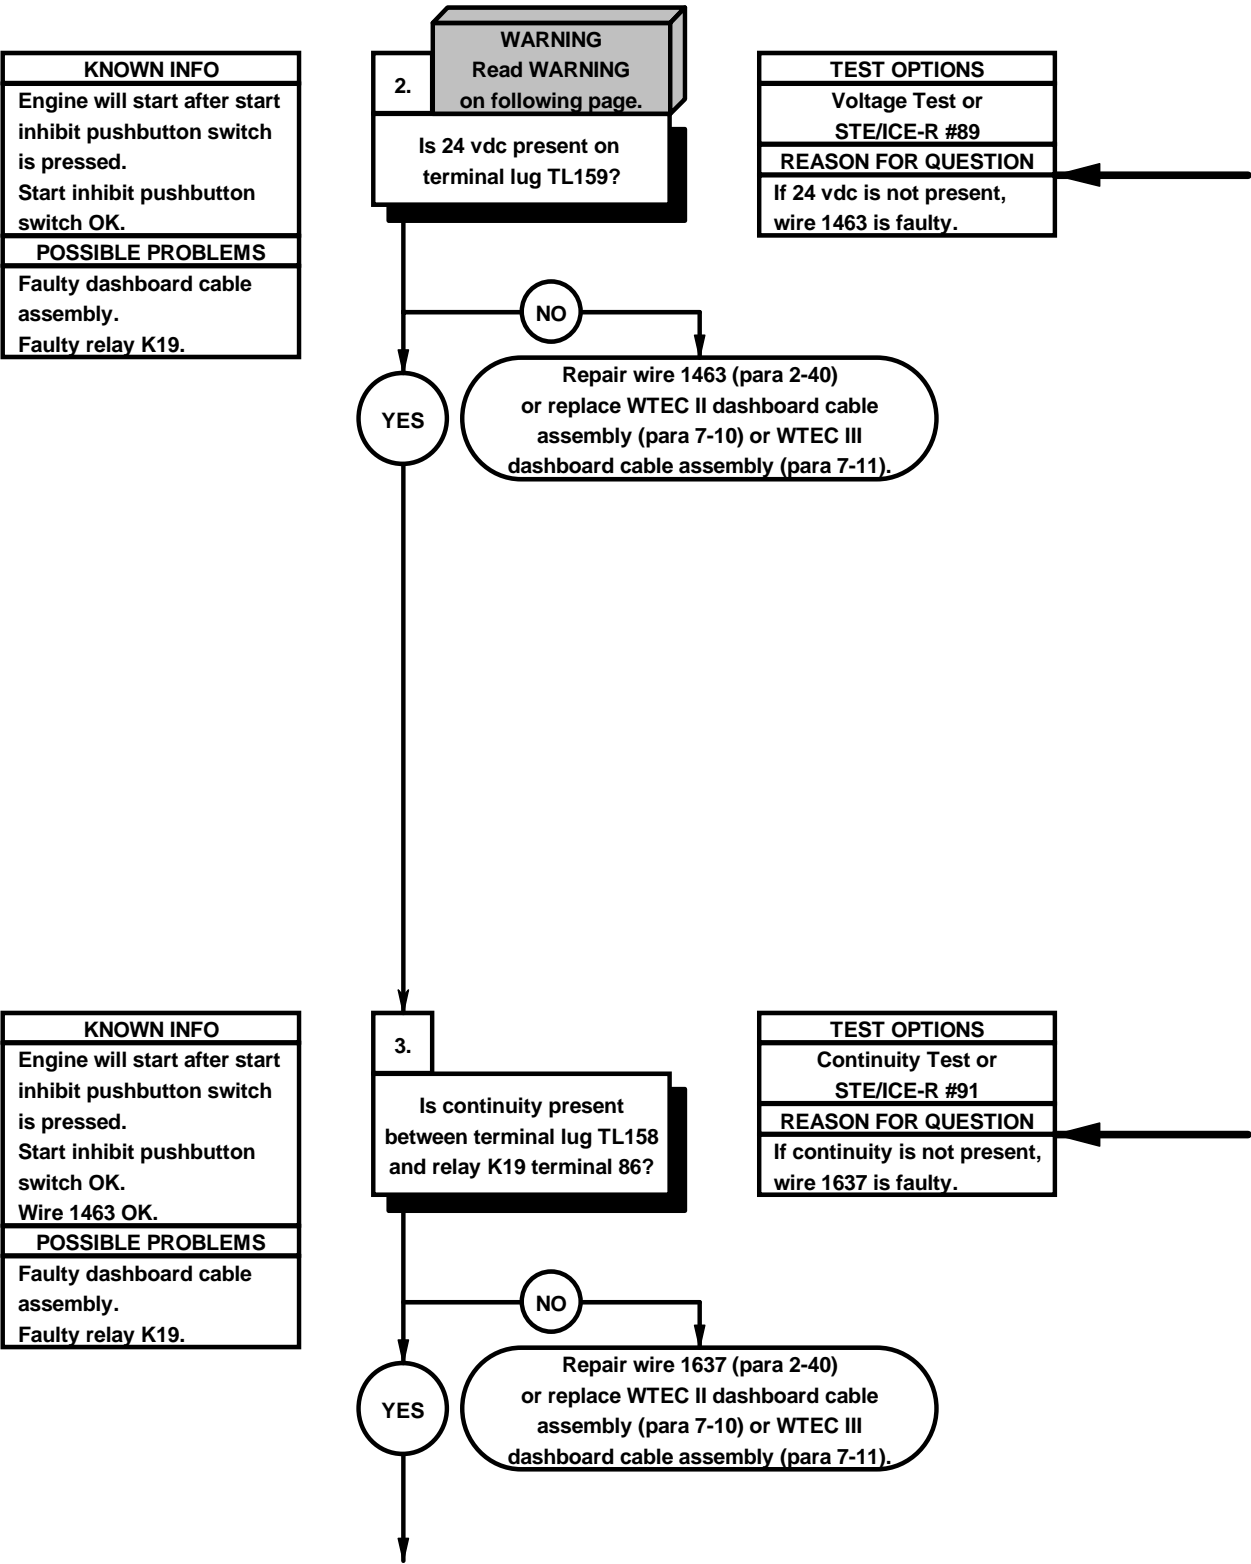 KNOWN INFO
Engine will start after start
inhibit pushbutton switch
is pressed.
Start inhibit pushbutton
switch OK.
POSSIBLE PROBLEMS
Faulty dashboard cable
assembly.
Faulty relay K19.
WARNING
Read WARNING
on following page.
2.
Is 24 vdc present on
terminal lug TL159?
TEST OPTIONS
Voltage Test or
STE/ICE-R #89
REASON FOR QUESTION
If 24 vdc is not present,
wire 1463 is faulty.
NO
YES
Repair wire 1463 (para 2-40)
or replace WTEC II dashboard cable
assembly (para 7-10) or WTEC III
dashboard cable assembly (para 7-11).
KNOWN INFO
Engine will start after start
inhibit pushbutton switch
is pressed.
Start inhibit pushbutton
switch OK.
Wire 1463 OK.
POSSIBLE PROBLEMS
Faulty dashboard cable
assembly.
Faulty relay K19.
3.
Is continuity present
between terminal lug TL158
and relay K19 terminal 86?
TEST OPTIONS
Continuity Test or
STE/ICE-R #91
REASON FOR QUESTION
If continuity is not present,
wire 1637 is faulty.
NO
YES
Repair wire 1637 (para 2-40)
or replace WTEC II dashboard cable
assembly (para 7-10) or WTEC III
dashboard cable assembly (para 7-11).